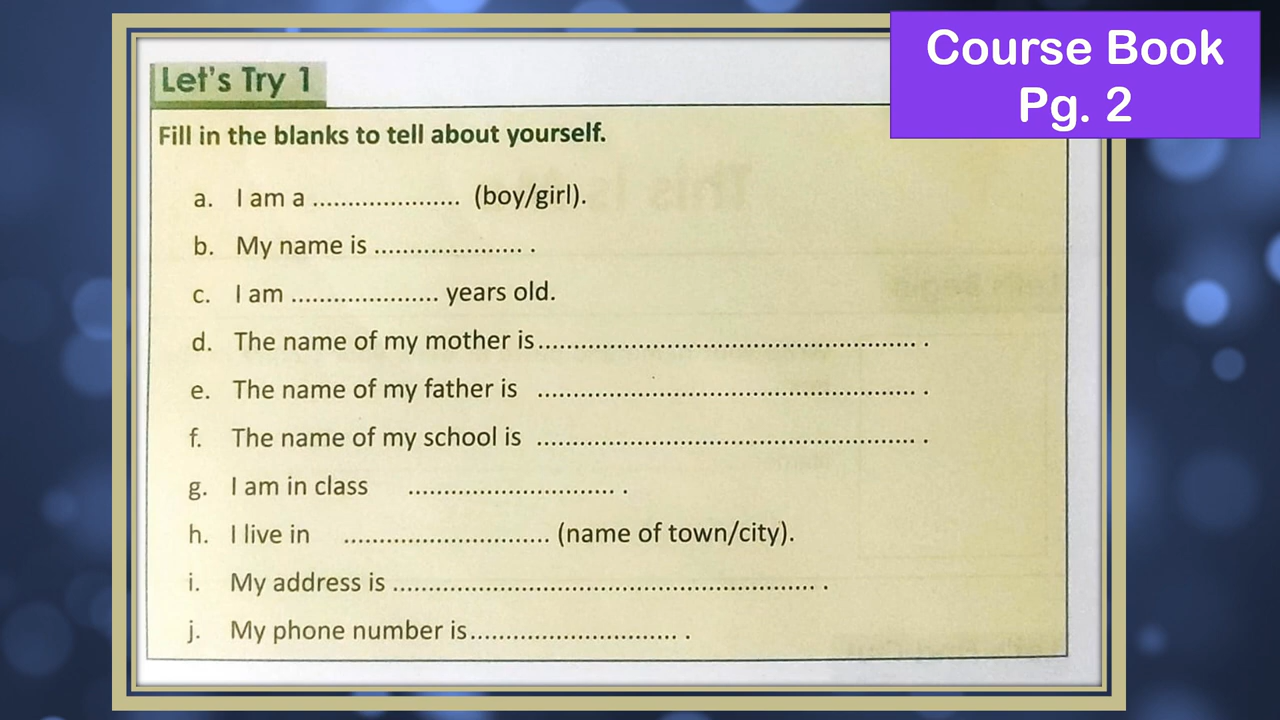 Course Book
Pg. 2
Let's Try 1
Fill in the blanks to tell about yourself.
a. I am a ..................... (boy/girl).
b. My name is ..................... .
c. I am ..................... years old.
d. The name of my mother is..................................................... .
e. The name of my father is ..................................................... .
f. The name of my school is ..................................................... .
g. I am in class ............................. .
h. I live in ............................. (name of town/city).
i. My address is ........................................................... .
j. My phone number is............................. .